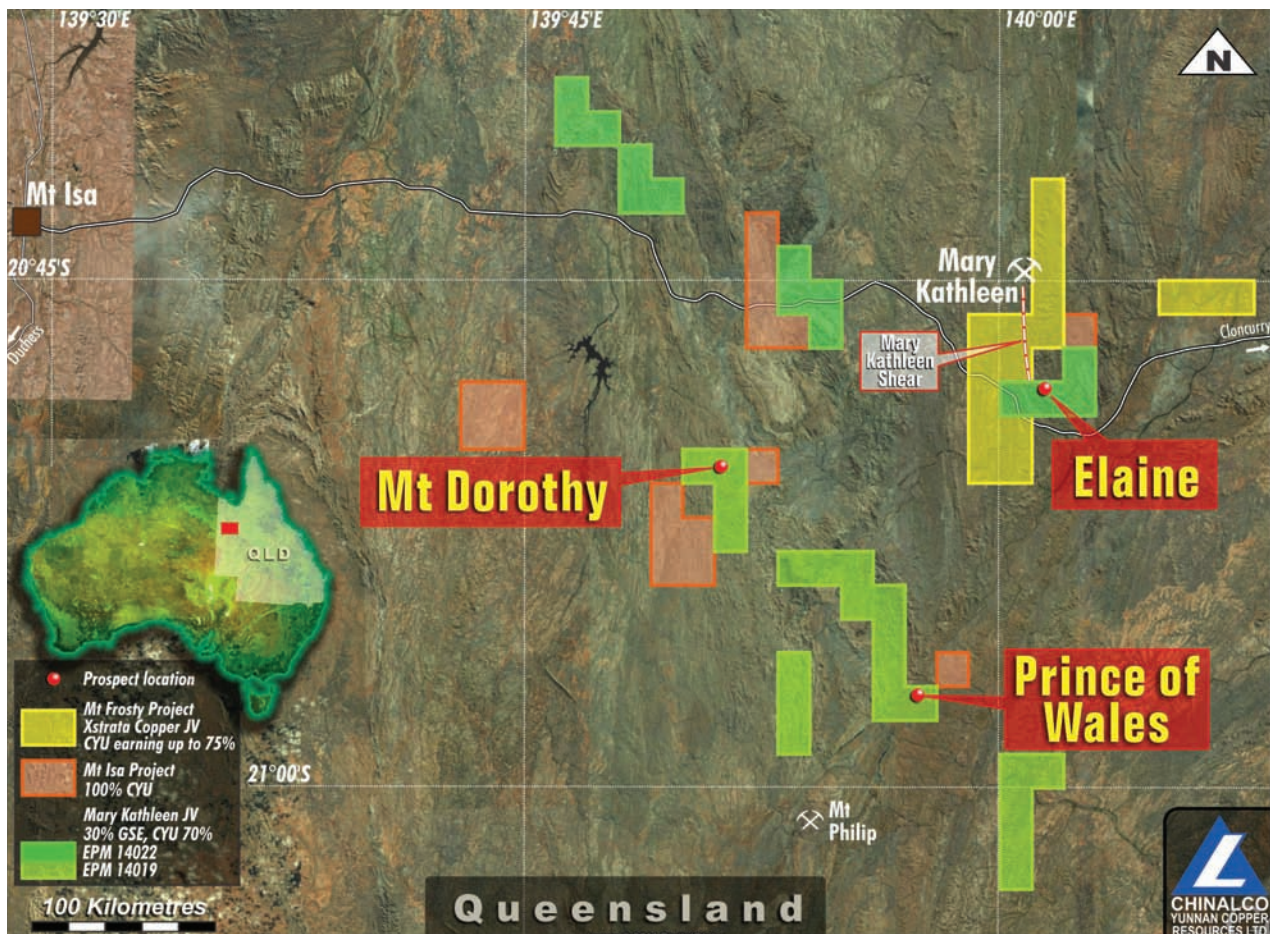 139°30'E
139°45'E
140°00'E
N
Mt Isa
20°45'S
Duchess
Mary
Kathleen
Cloncurry
Mary
Kathleen
Shear
Mt Dorothy
Elaine
QLD
Prince of
Wales
Prospect location
Mt Frosty Project
Xstrata Copper JV
CYU earning up to 75%
Mt Isa Project
100% CYU
Mary Kathleen JV
30% GSE, CYU 70%
EPM 14022
EPM 14019
21°00'S
Mt
Philip
100 Kilometres
Queensland
CHINALCO
YUNNAN COPPER
RESOURCES LTD